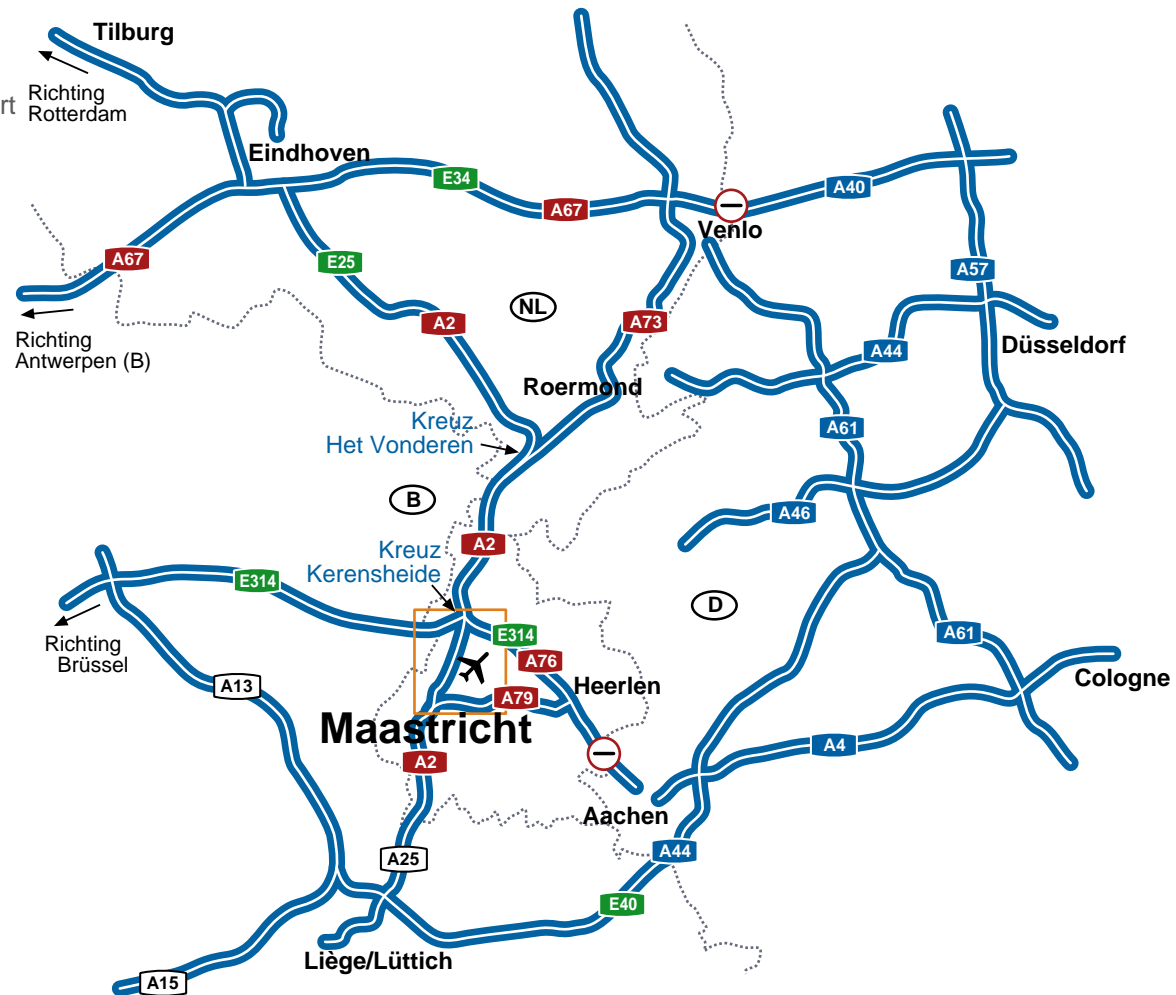 Tilburg
Richting
Rotterdam
rt
Eindhoven
E34
A67
A40
Venlo
A67
E25
A57
NL
A2
A73
Richting
Antwerpen (B)
A44
Düsseldorf
Roermond
Kreuz
Het Vonderen
A61
B
A46
A2
Kreuz
Kerensheide
E314
D
E314
A61
Richting
Brüssel
A76
A13
Heerlen
Cologne
A79
Maastricht
A2
A4
Aachen
A25
A44
E40
Liège/Lüttich
A15